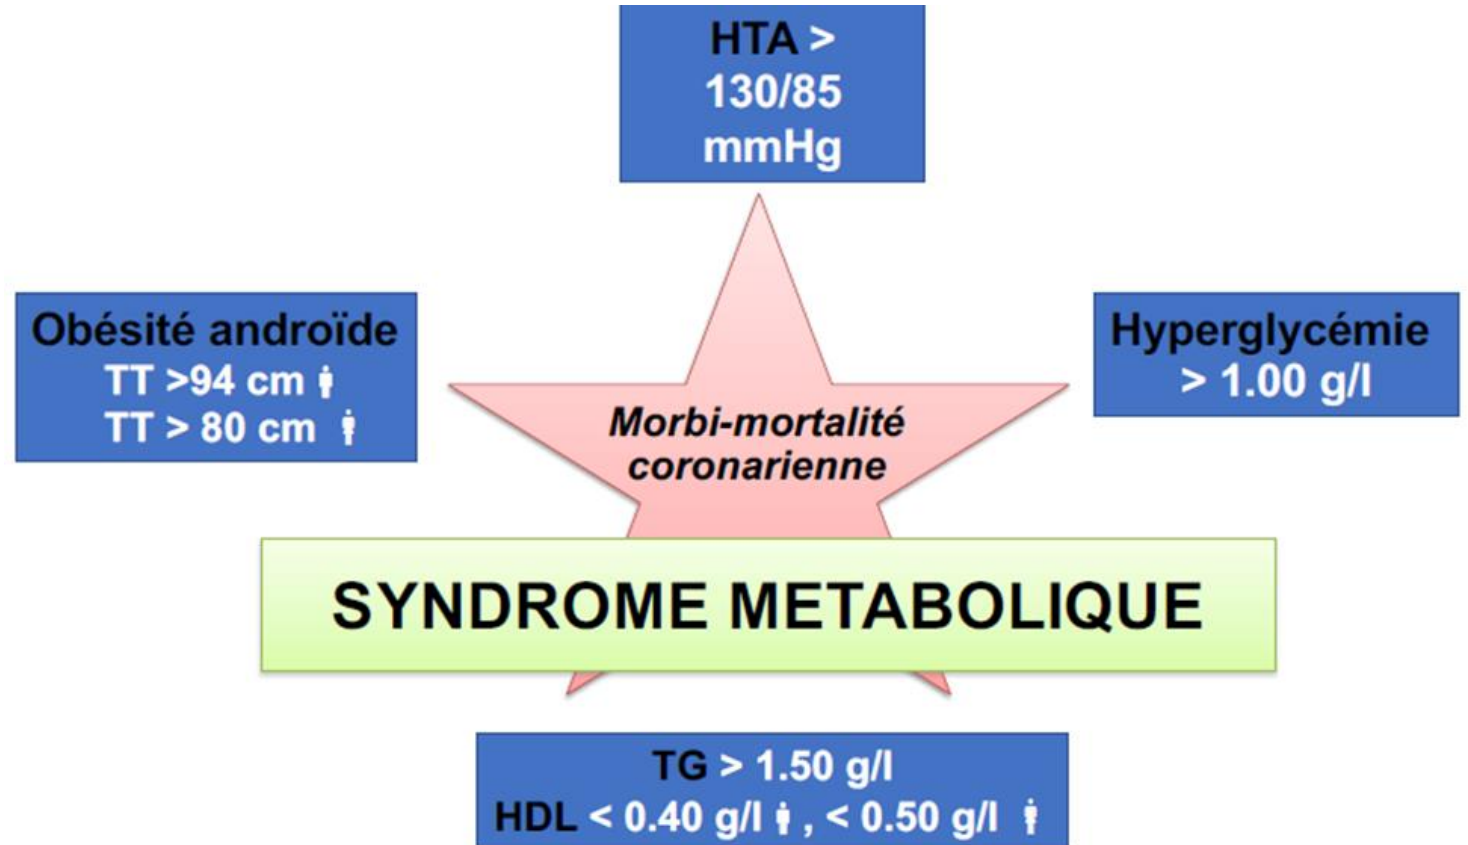 HTA >
130/85
mmHg
Obésité androïde
TT >94 cm
TT > 80 cm
Hyperglycémie
> 1.00 g/l
Morbi-mortalité
coronarienne
SYNDROME METABOLIQUE
TG > 1.50 g/l
HDL < 0.40 g/l , < 0.50 g/l